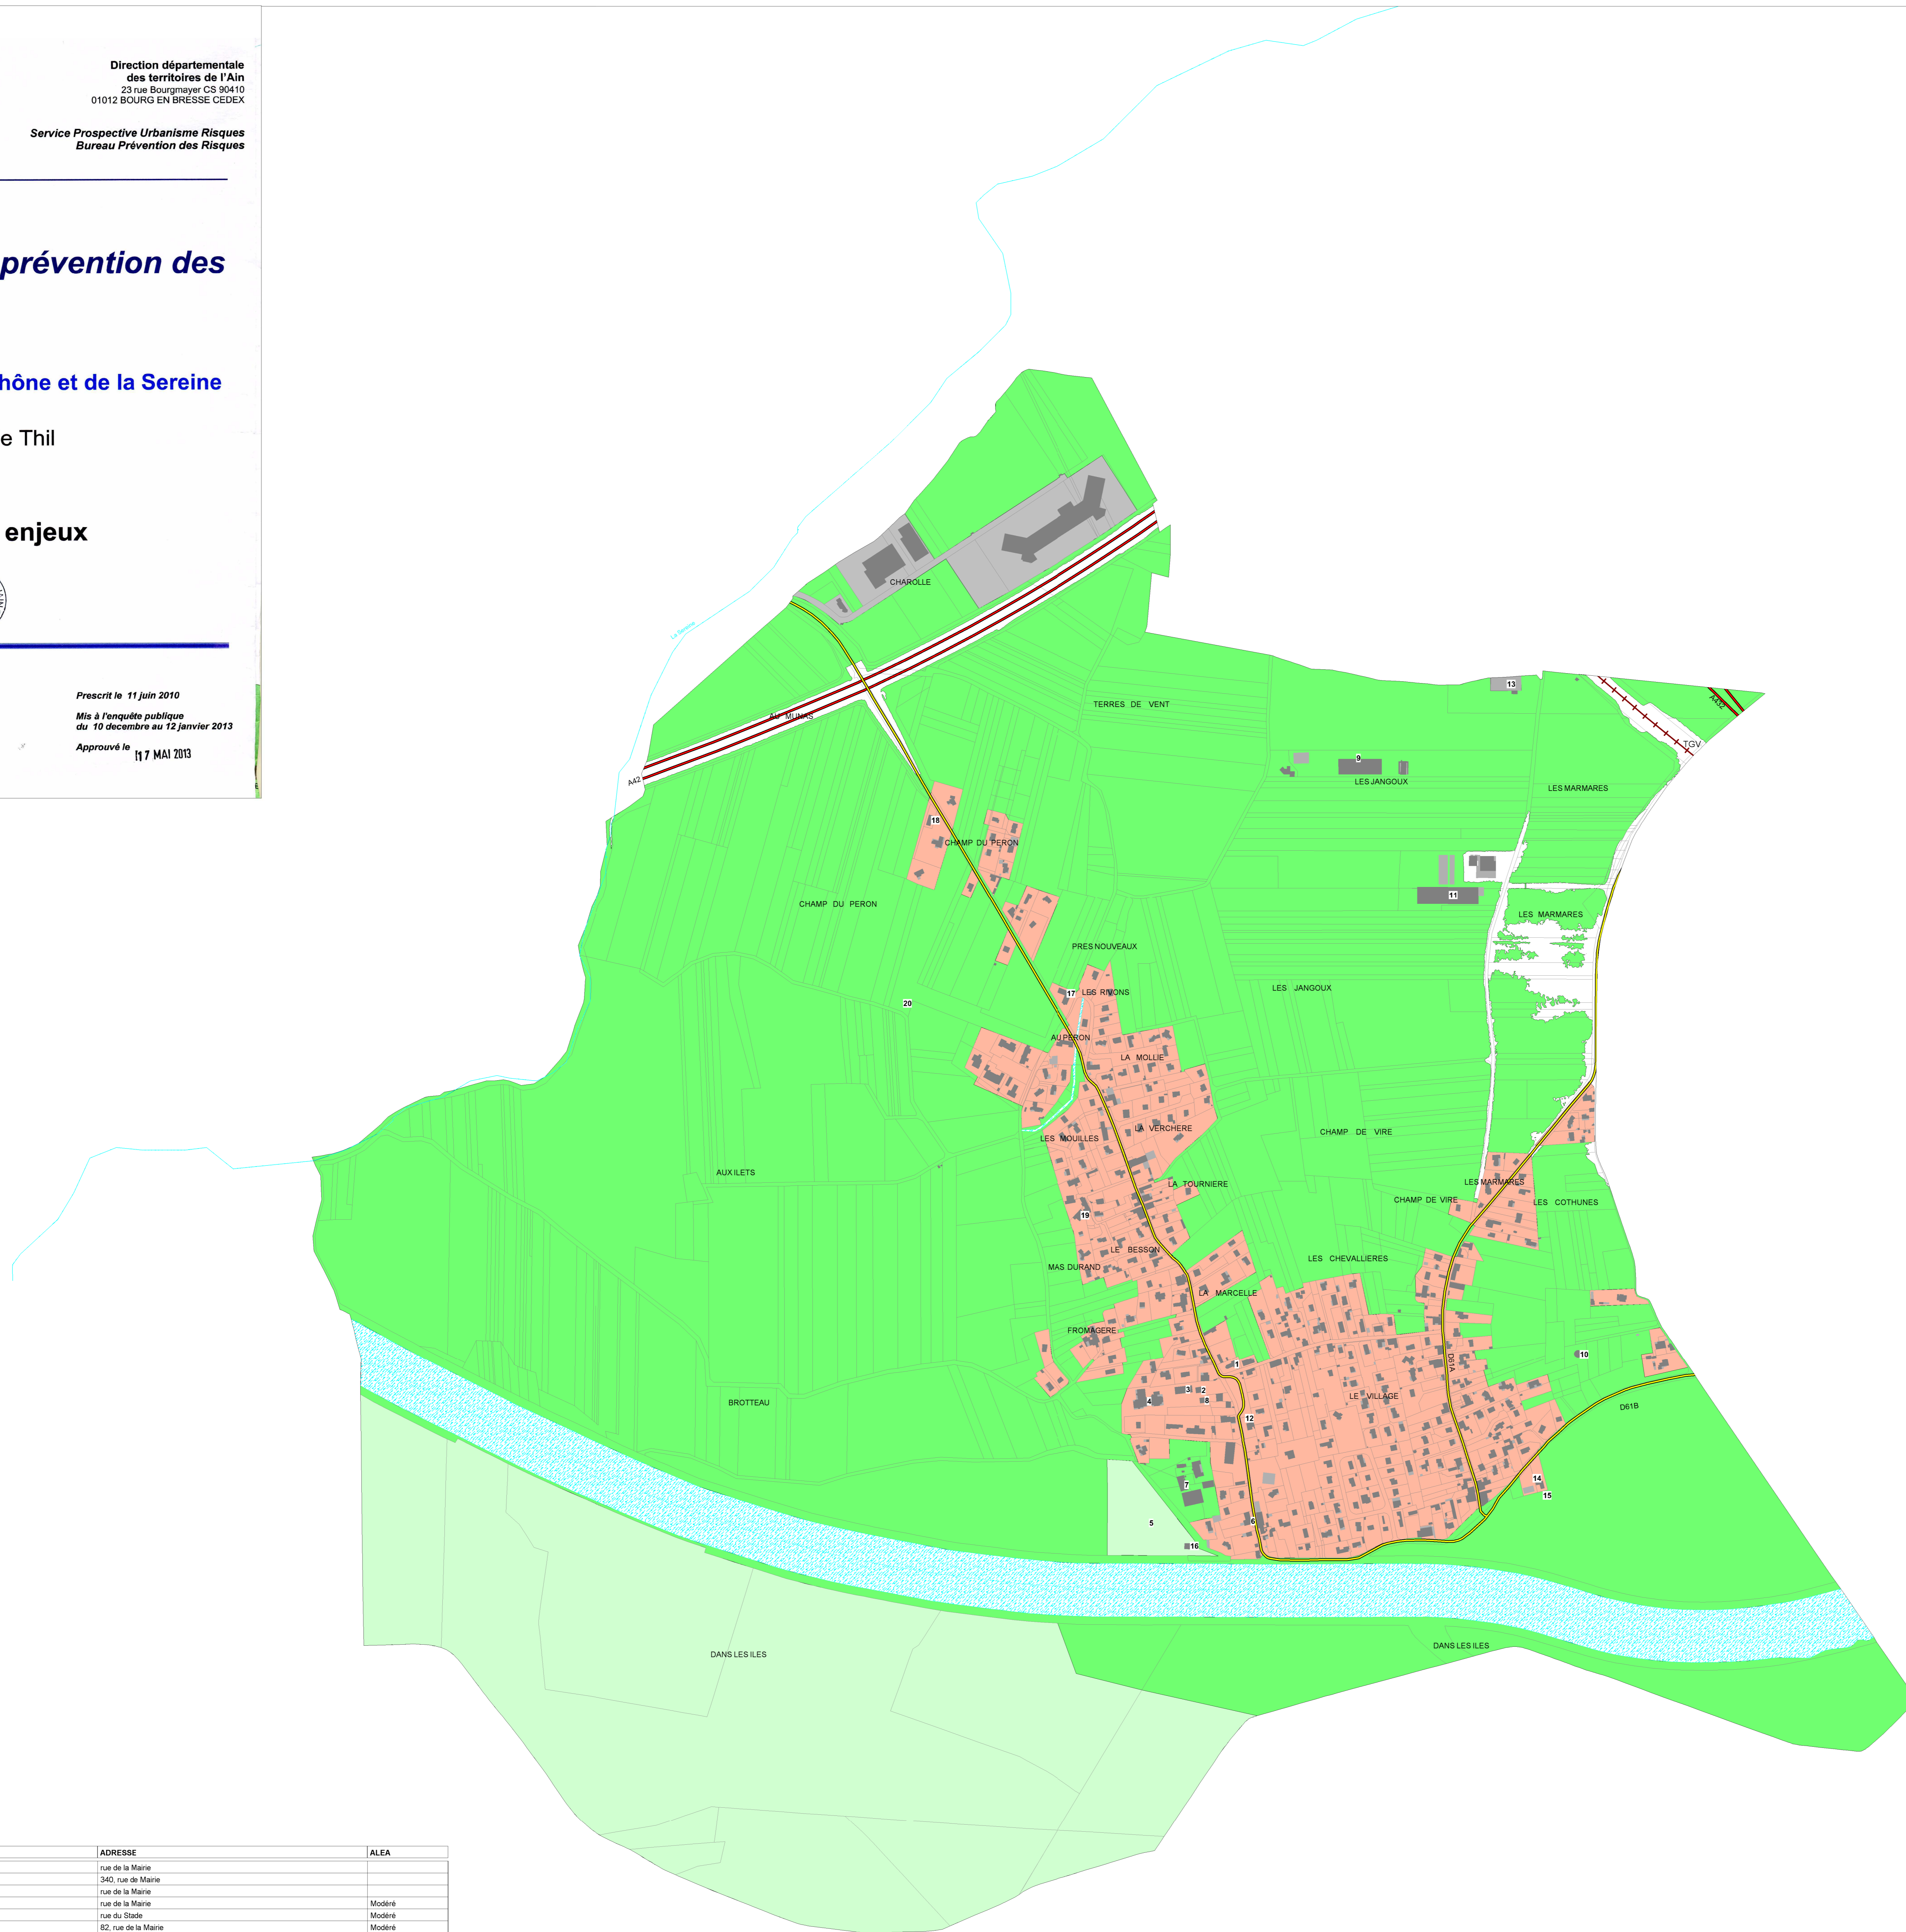 Direction départementale
des territoires de l'Ain
23 rue Bourgmayer CS 90410
01012 BOURG EN BRESSE CEDEX
Service Prospective Urbanisme Risques
Bureau Prévention des Risques
prévention des
hône et de la Sereine
e Thil
enjeux
Prescrit le 11 juin 2010
Mis à l'enquête publique
du 10 decembre au 12 janvier 2013
Approuvé le 17 MAI 2013
CHAROLLE
La Sereine
AU MUNAS
A42
TERRES DE VENT
13
A432
TGV
9
LES JANGOUX
LES MARMARES
18
CHAMP DU PERON
CHAMP DU PERON
11
LES MARMARES
PRES NOUVEAUX
LES JANGOUX
17
LES RIVONS
20
AU PERON
LA MOLLIE
LA VERCHERE
CHAMP DE VIRE
LES MOUILLES
AUX ILETS
LA TOURNIERE
LES MARMARES
CHAMP DE VIRE
LES COTHUNES
19
LE BESSON
LES CHEVALLIERES
MAS DURAND
LA MARCELLE
FROMAGERE
10
1
D61A
3
2
4
8
LE VILLAGE
BROTTEAU
D61B
12
14
7
15
5
6
16
DANS LES ILES
DANS LES ILES
ADRESSE ALEA
rue de la Mairie
340, rue de Mairie
rue de la Mairie
rue de la Mairie Modéré
rue du Stade Modéré
82, rue de la Mairie Modéré